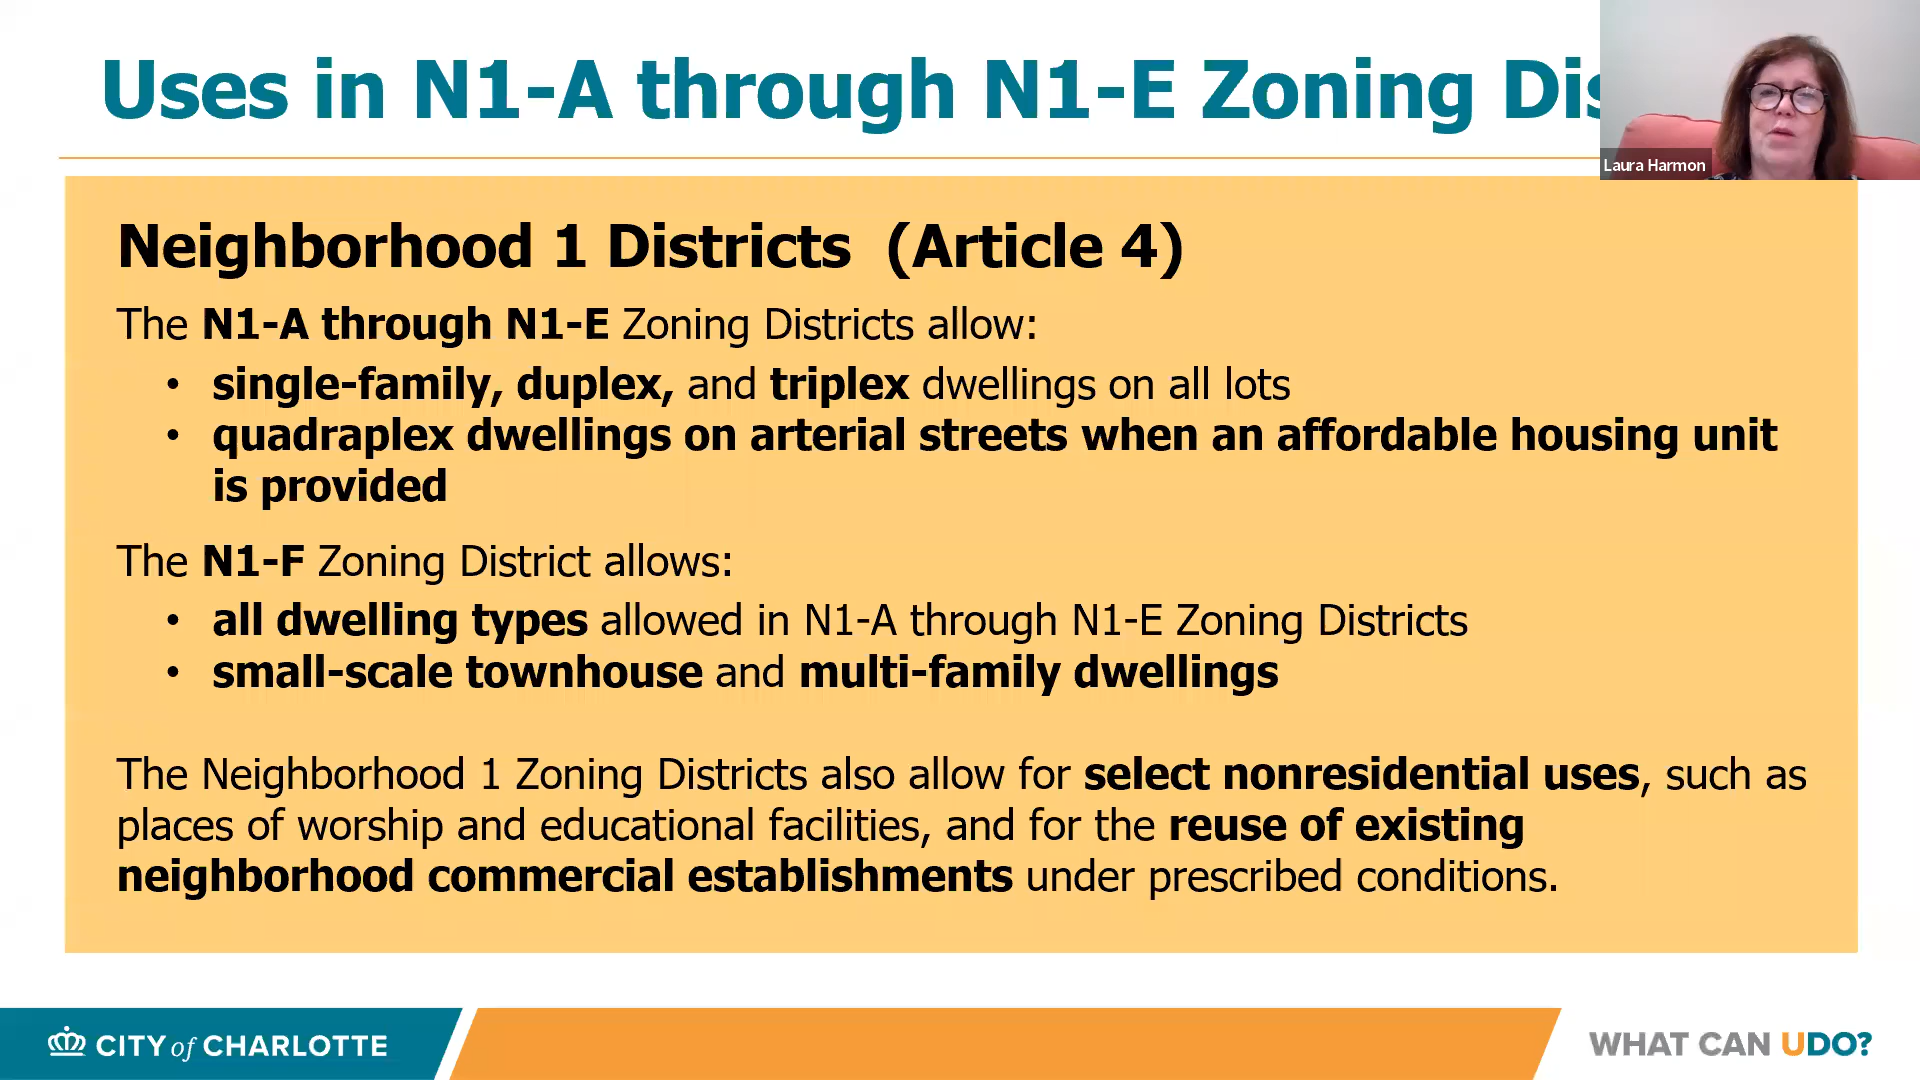 Uses in N1-A through N1-E Zoning Dis
Laura Harmon
Neighborhood 1 Districts (Article 4)
The N1-A through N1-E Zoning Districts allow:
• single-family, duplex, and triplex dwellings on all lots
• quadraplex dwellings on arterial streets when an affordable housing unit
is provided
The N1-F Zoning District allows:
• all dwelling types allowed in N1-A through N1-E Zoning Districts
• small-scale townhouse and multi-family dwellings
The Neighborhood 1 Zoning Districts also allow for select nonresidential uses, such as
places of worship and educational facilities, and for the reuse of existing
neighborhood commercial establishments under prescribed conditions.
CITY of CHARLOTTE
WHAT CAN UDO?